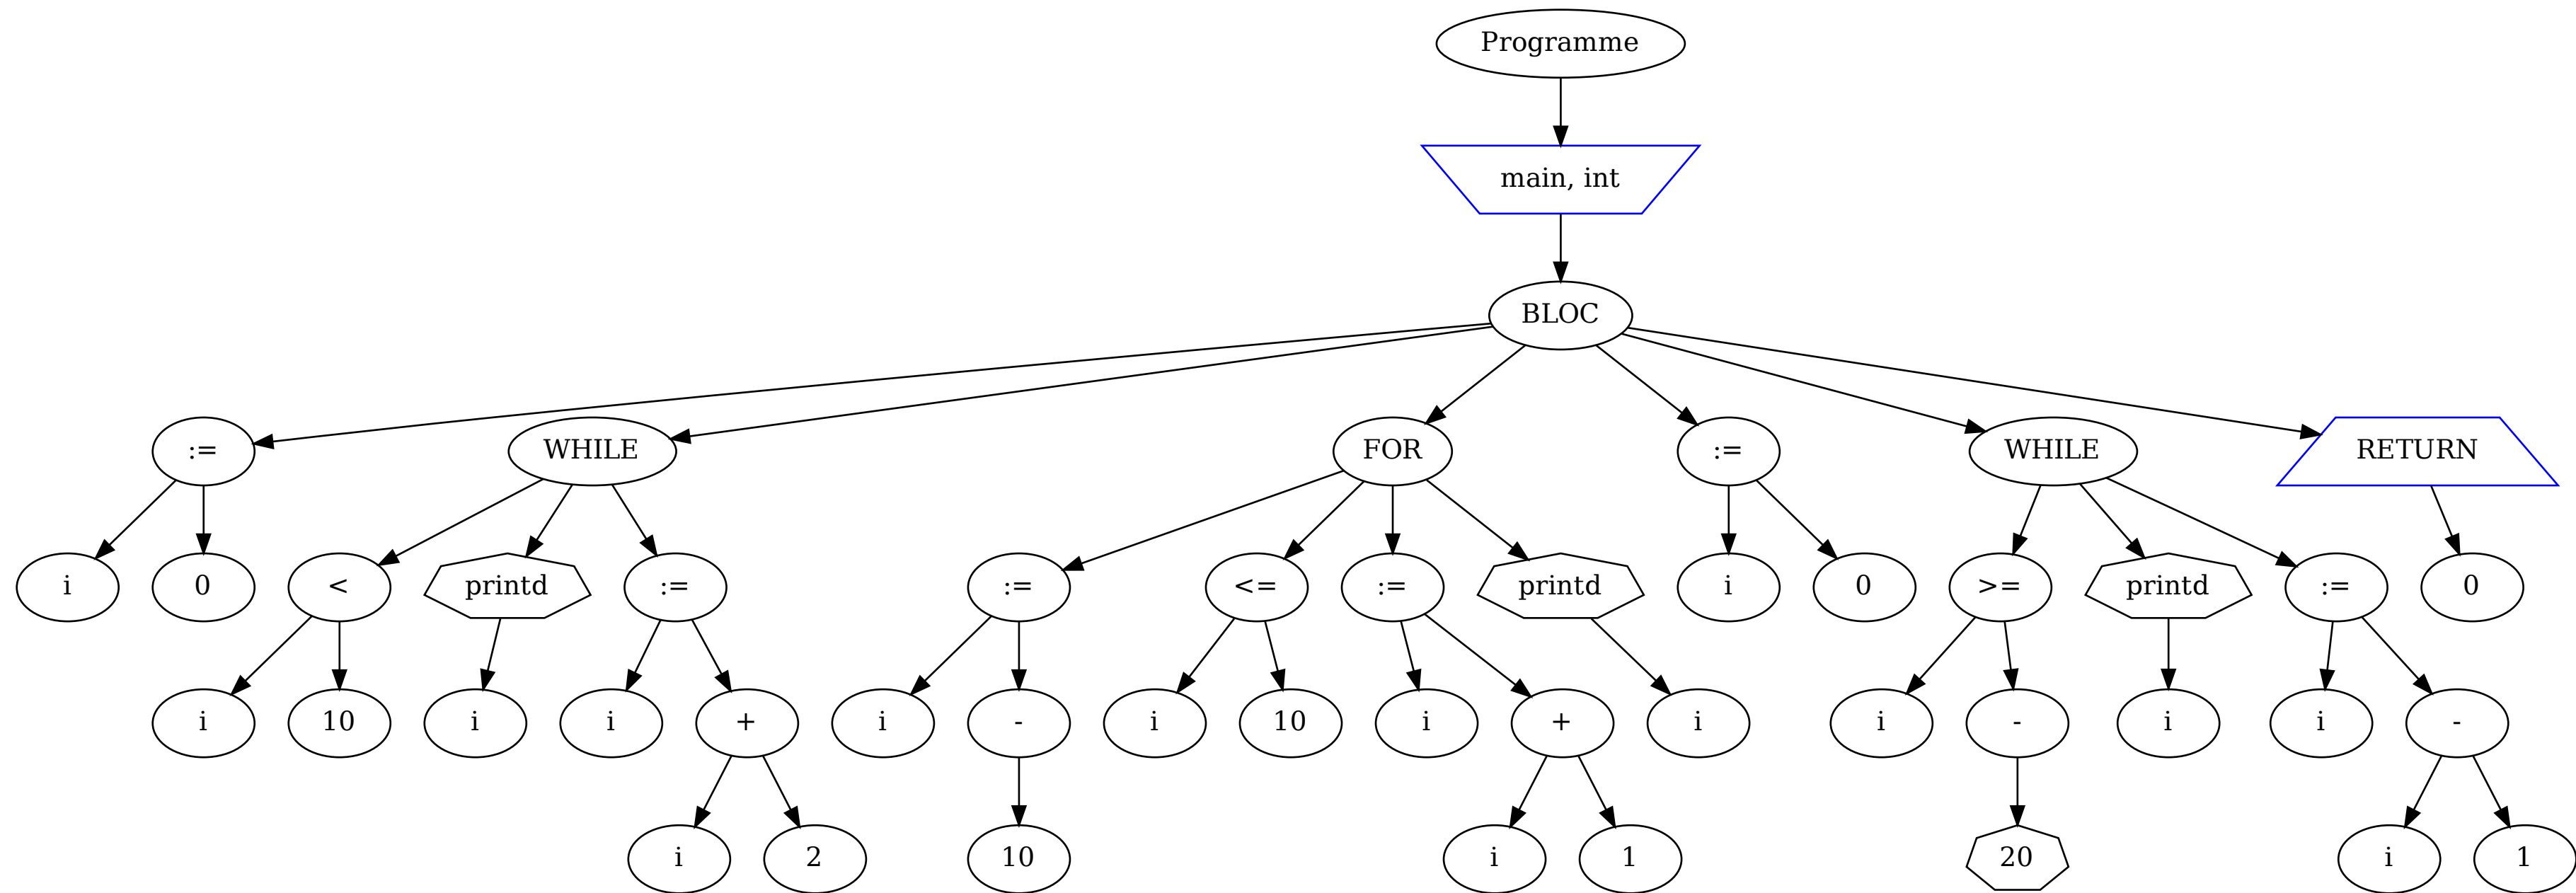 Programme
main, int
BLOC
:= WHILE FOR := WHILE RETURN
i 0 < printd := := <= := printd i 0 >= printd := 0
i 10 i i + i - i 10 i + i i - i i -
i 2 10 i 1 20 i 1